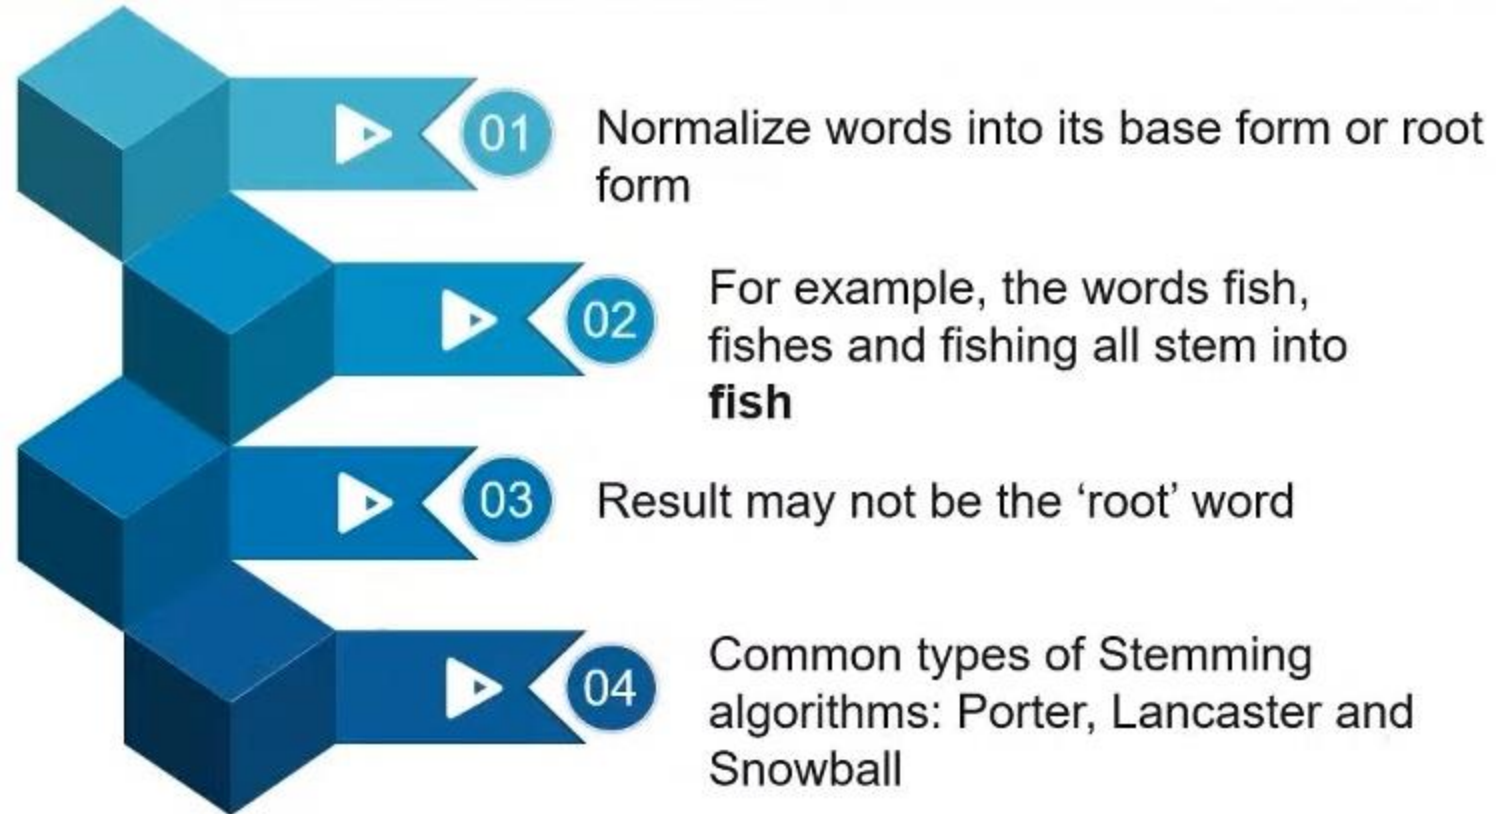 01
Normalize words into its base form or root
form
02
For example, the words fish,
fishes and fishing all stem into
fish
03
Result may not be the ‘root’ word
04
Common types of Stemming
algorithms: Porter, Lancaster and
Snowball